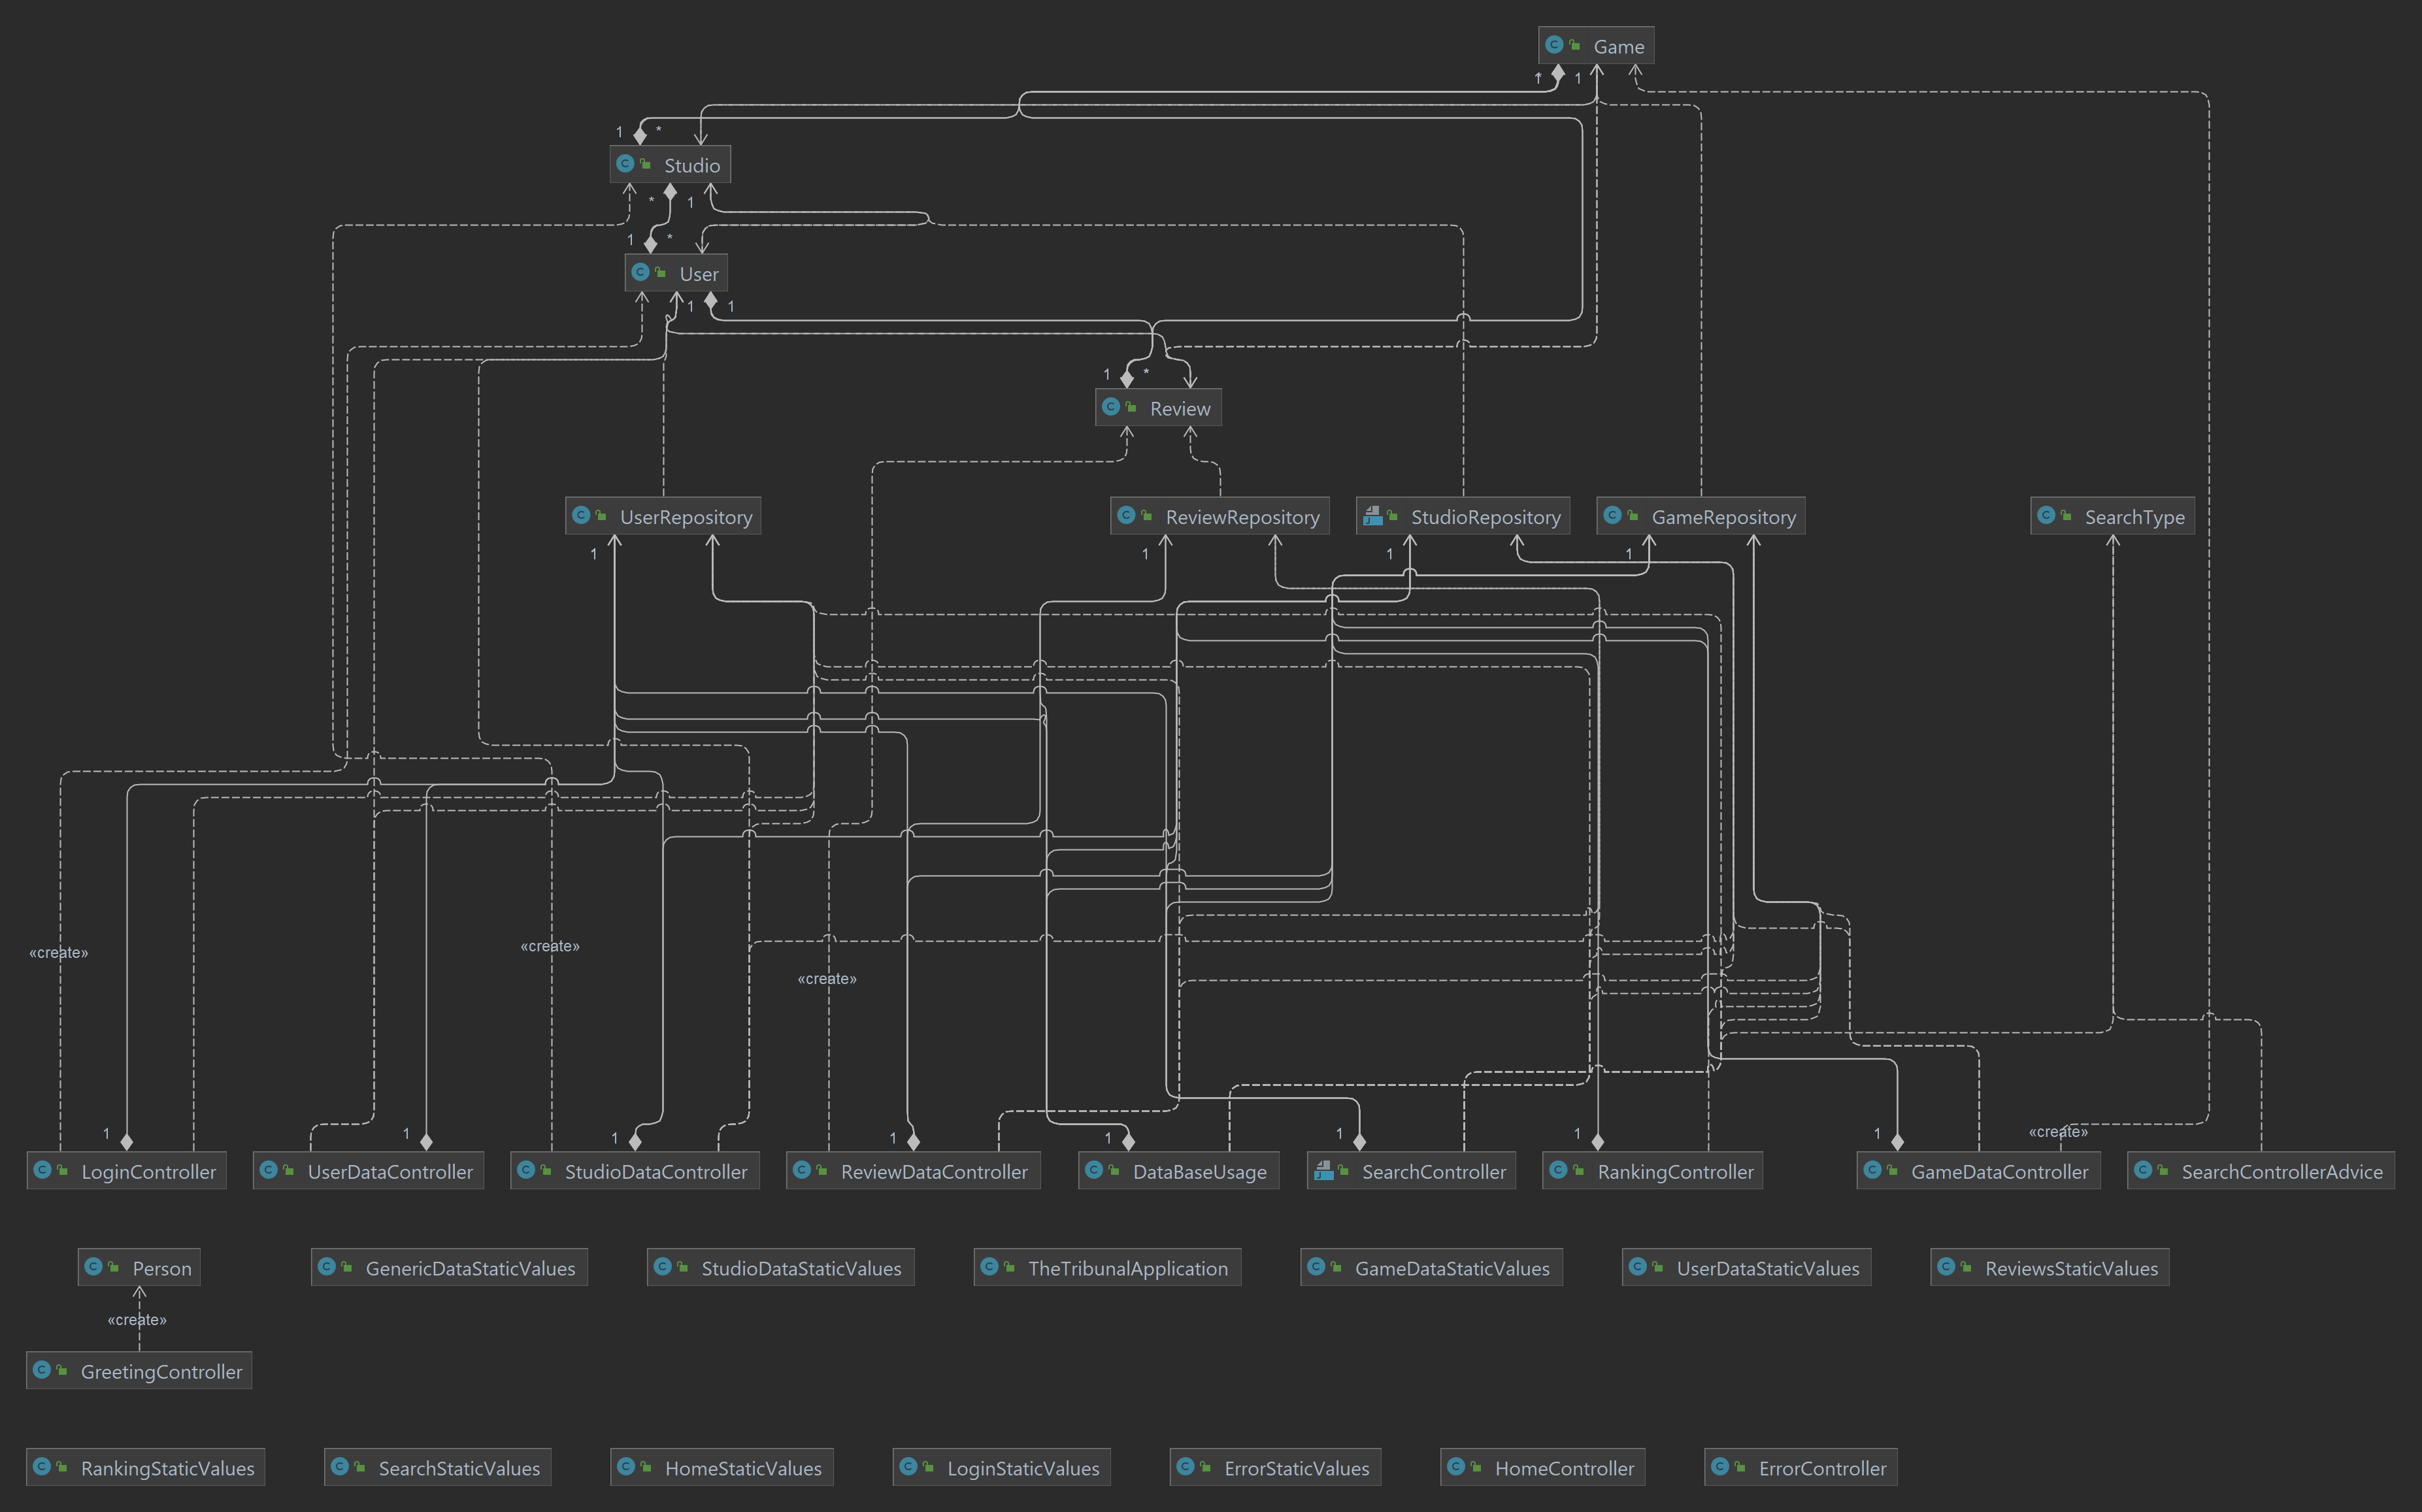 Game
1
*
1
1
*
Studio
*
1
1
*
User
1
1
1
*
Review
UserRepository
ReviewRepository
StudioRepository
GameRepository
SearchType
1
1
1
1
«create»
«create»
«create»
«create»
1
1
1
1
1
1
1
1
LoginController
UserDataController
StudioDataController
ReviewDataController
DataBaseUsage
SearchController
RankingController
GameDataController
SearchControllerAdvice
Person
GenericDataStaticValues
StudioDataStaticValues
TheTribunalApplication
GameDataStaticValues
UserDataStaticValues
ReviewsStaticValues
«create»
GreetingController
RankingStaticValues
SearchStaticValues
HomeStaticValues
LoginStaticValues
ErrorStaticValues
HomeController
ErrorController